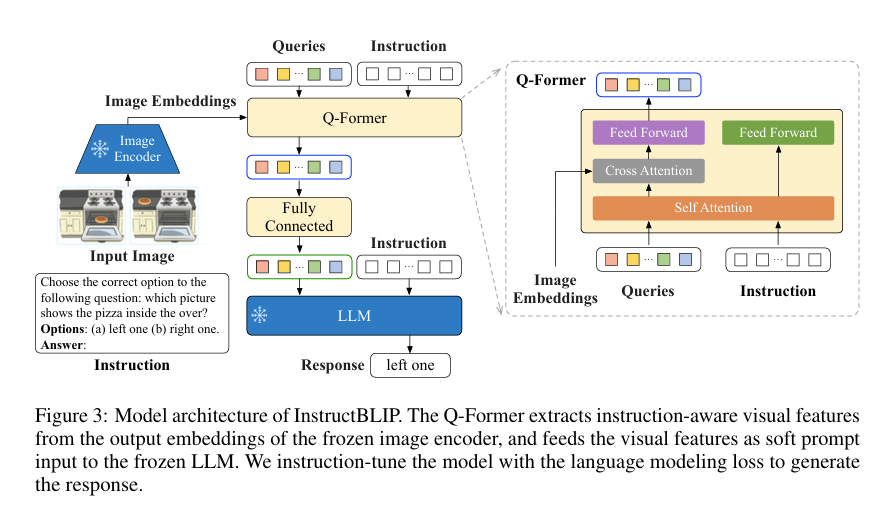 Queries
Instruction
Image Embeddings
Q-Former
Image
Encoder
Fully
Connected
Input Image
Instruction
Choose the correct option to the
following question: which picture
shows the pizza inside the over?
Options: (a) left one (b) right one.
Answer:
Instruction
LLM
Response
left one
Q-Former
Feed Forward
Feed Forward
Cross Attention
Self Attention
Image
Embeddings
Queries
Instruction
Figure 3: Model architecture of InstructBLIP. The Q-Former extracts instruction-aware visual features
from the output embeddings of the frozen image encoder, and feeds the visual features as soft prompt
input to the frozen LLM. We instruction-tune the model with the language modeling loss to generate
the response.